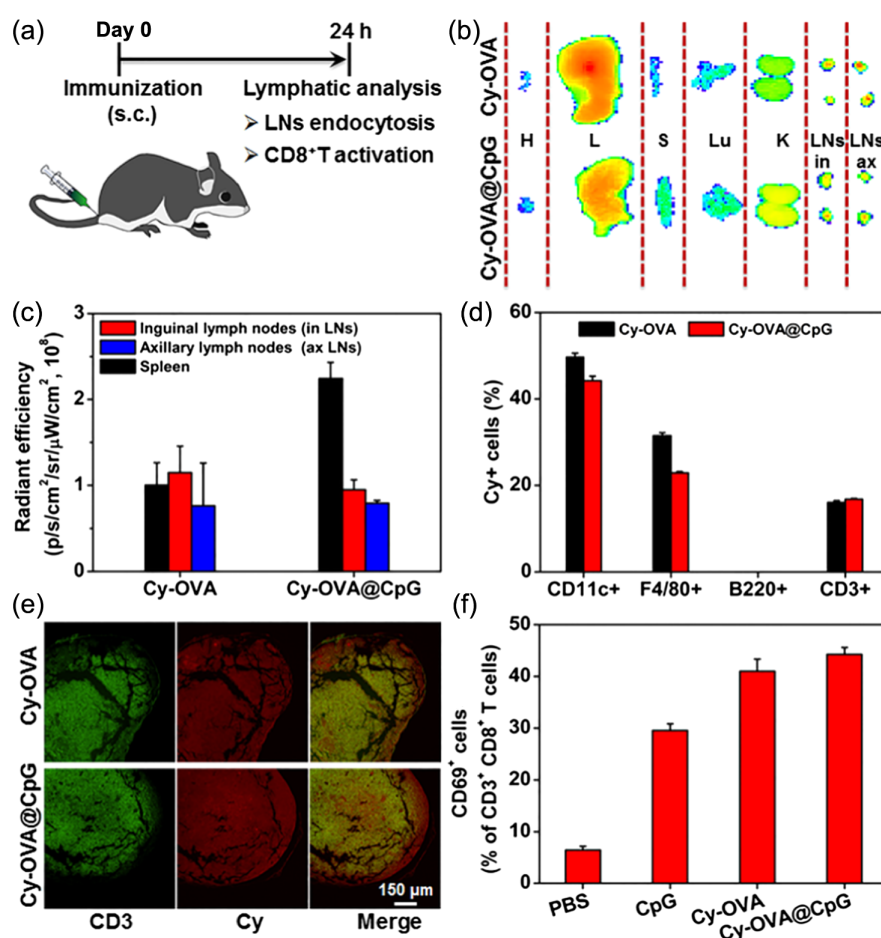 (a)
Day 0
24 h
Immunization
(s.c.)
Lymphatic analysis
➢ LNs endocytosis
➢ CD8⁺T activation
(b)
Cy-OVA
Cy-OVA@CpG
H
L
S
Lu
K
LNs
in
LNs
ax
(c)
Radiant efficiency
(p/s/cm²/sr/μW/cm², 10⁸)
3
2
1
0
Inguinal lymph nodes (in LNs)
Axillary lymph nodes (ax LNs)
Spleen
Cy-OVA
Cy-OVA@CpG
(d)
Cy+ cells (%)
60
40
20
0
Cy-OVA
Cy-OVA@CpG
CD11c+
F4/80+
B220+
CD3+
(e)
Cy-OVA
Cy-OVA@CpG
150 μm
CD3
Cy
Merge
(f)
CD69⁺ cells
(% of CD3⁺ CD8⁺ T cells)
50
40
30
20
10
0
PBS
CpG
Cy-OVA
Cy-OVA@CpG